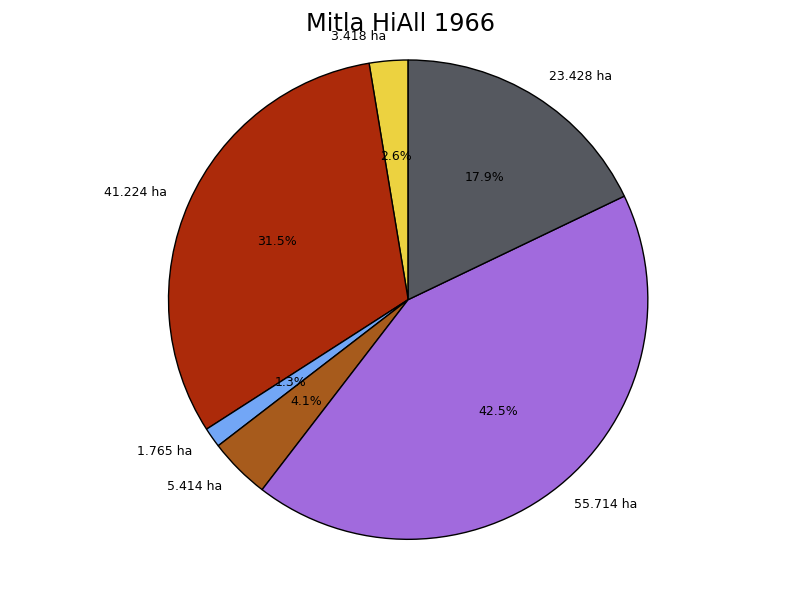 Mitla HiAll 1966
3.418 ha
23.428 ha
2.6%
17.9%
41.224 ha
31.5%
1.3%
4.1%
42.5%
1.765 ha
5.414 ha
55.714 ha